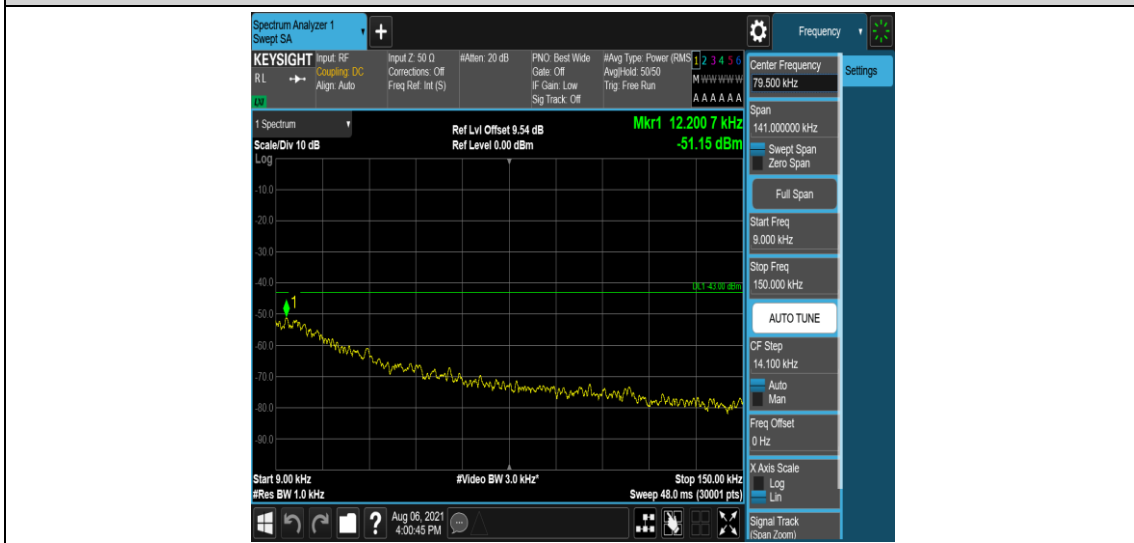 Spectrum Analyzer 1
Swept SA
+
Frequency
KEYSIGHT
RL
LXI
Input: RF
Coupling: DC
Align: Auto
Input Z: 50 Ω
Corrections: Off
Freq Ref: Int (S)
#Atten: 20 dB
PNO: Best Wide
Gate: Off
IF Gain: Low
Sig Track: Off
#Avg Type: Power (RMS
Avg|Hold: 50/50
Trig: Free Run
1 2 3 4 5 6
M W W W W W
A A A A A A
1 Spectrum
Scale/Div 10 dB
Ref Lvl Offset 9.54 dB
Ref Level 0.00 dBm
Mkr1 12.200 7 kHz
-51.15 dBm
Log
-10.0
-20.0
-30.0
-40.0
-50.0
-60.0
-70.0
-80.0
-90.0
DL1 -43.00 dBm
1
Start 9.00 kHz
#Res BW 1.0 kHz
#Video BW 3.0 kHz*
Stop 150.00 kHz
Sweep 48.0 ms (30001 pts)
Center Frequency
79.500 kHz
Settings
Span
141.000000 kHz
Swept Span
Zero Span
Full Span
Start Freq
9.000 kHz
Stop Freq
150.000 kHz
AUTO TUNE
CF Step
14.100 kHz
Auto
Man
Freq Offset
0 Hz
X Axis Scale
Log
Lin
Signal Track
(Span Zoom)
?
Aug 06, 2021
4:00:45 PM